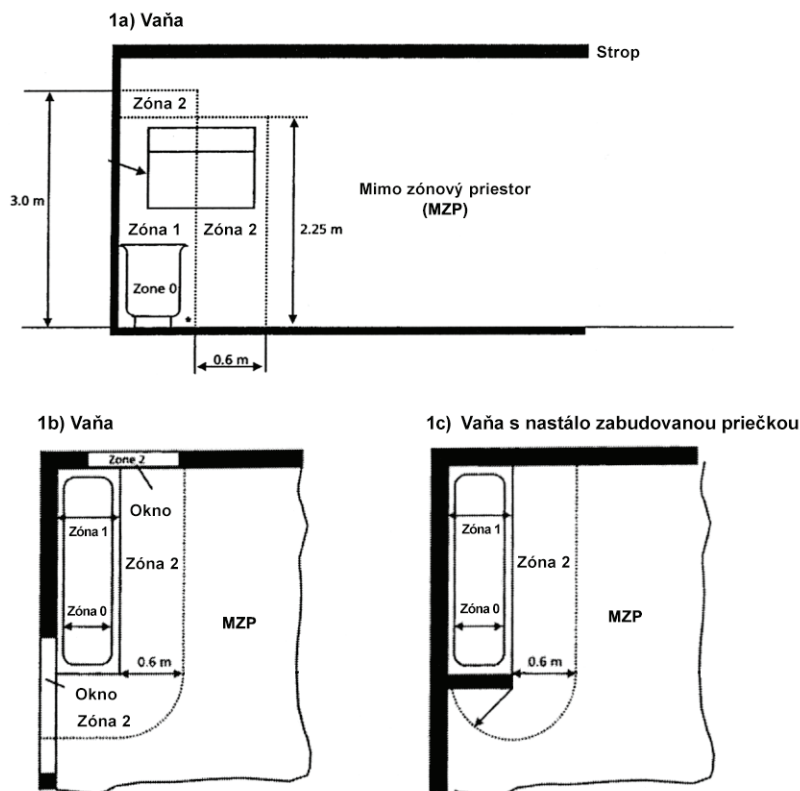 1a) Vaňa
Strop
Zóna 2
3.0 m
Mimo zónový priestor
(MZP)
Zóna 1
Zóna 2
2.25 m
Zone 0
*
0.6 m
1b) Vaňa
Zone 2
Okno
Zóna 1
Zóna 2
Zóna 0
MZP
0.6 m
Okno
Zóna 2
1c) Vaňa s nastálo zabudovanou priečkou
Zóna 1
Zóna 2
Zóna 0
MZP
0.6 m